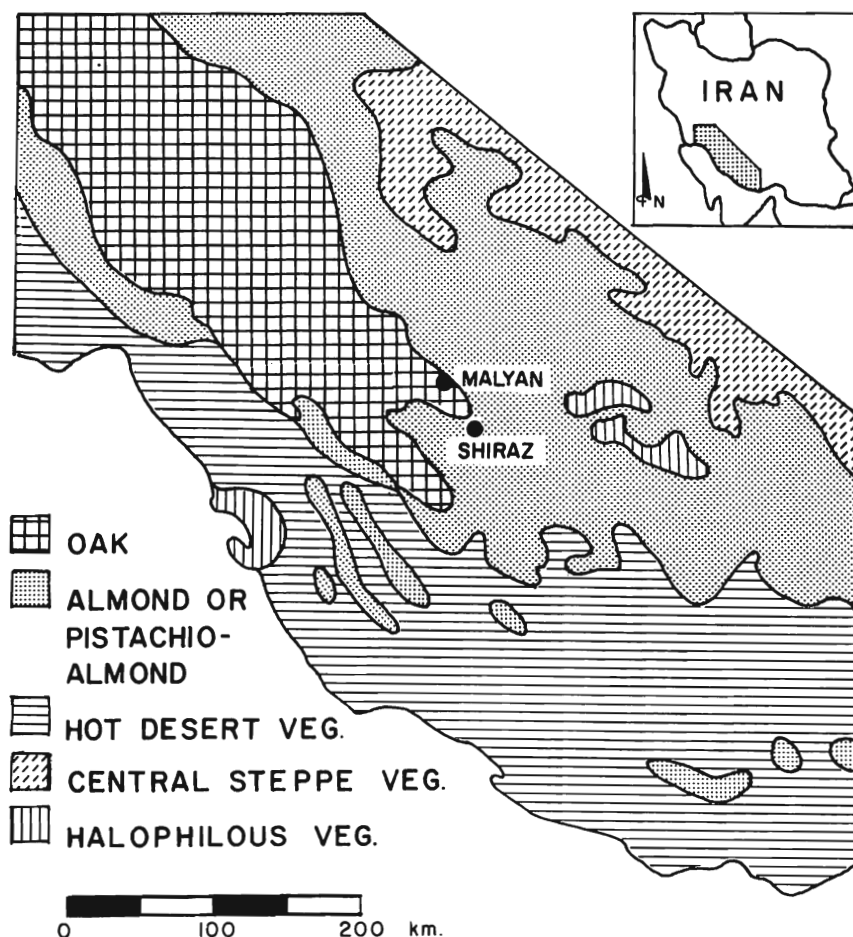 IRAN
N
MALYAN
SHIRAZ
OAK
ALMOND OR
PISTACHIO-
ALMOND
HOT DESERT VEG.
CENTRAL STEPPE VEG.
HALOPHILOUS VEG.
0 100 200 km.